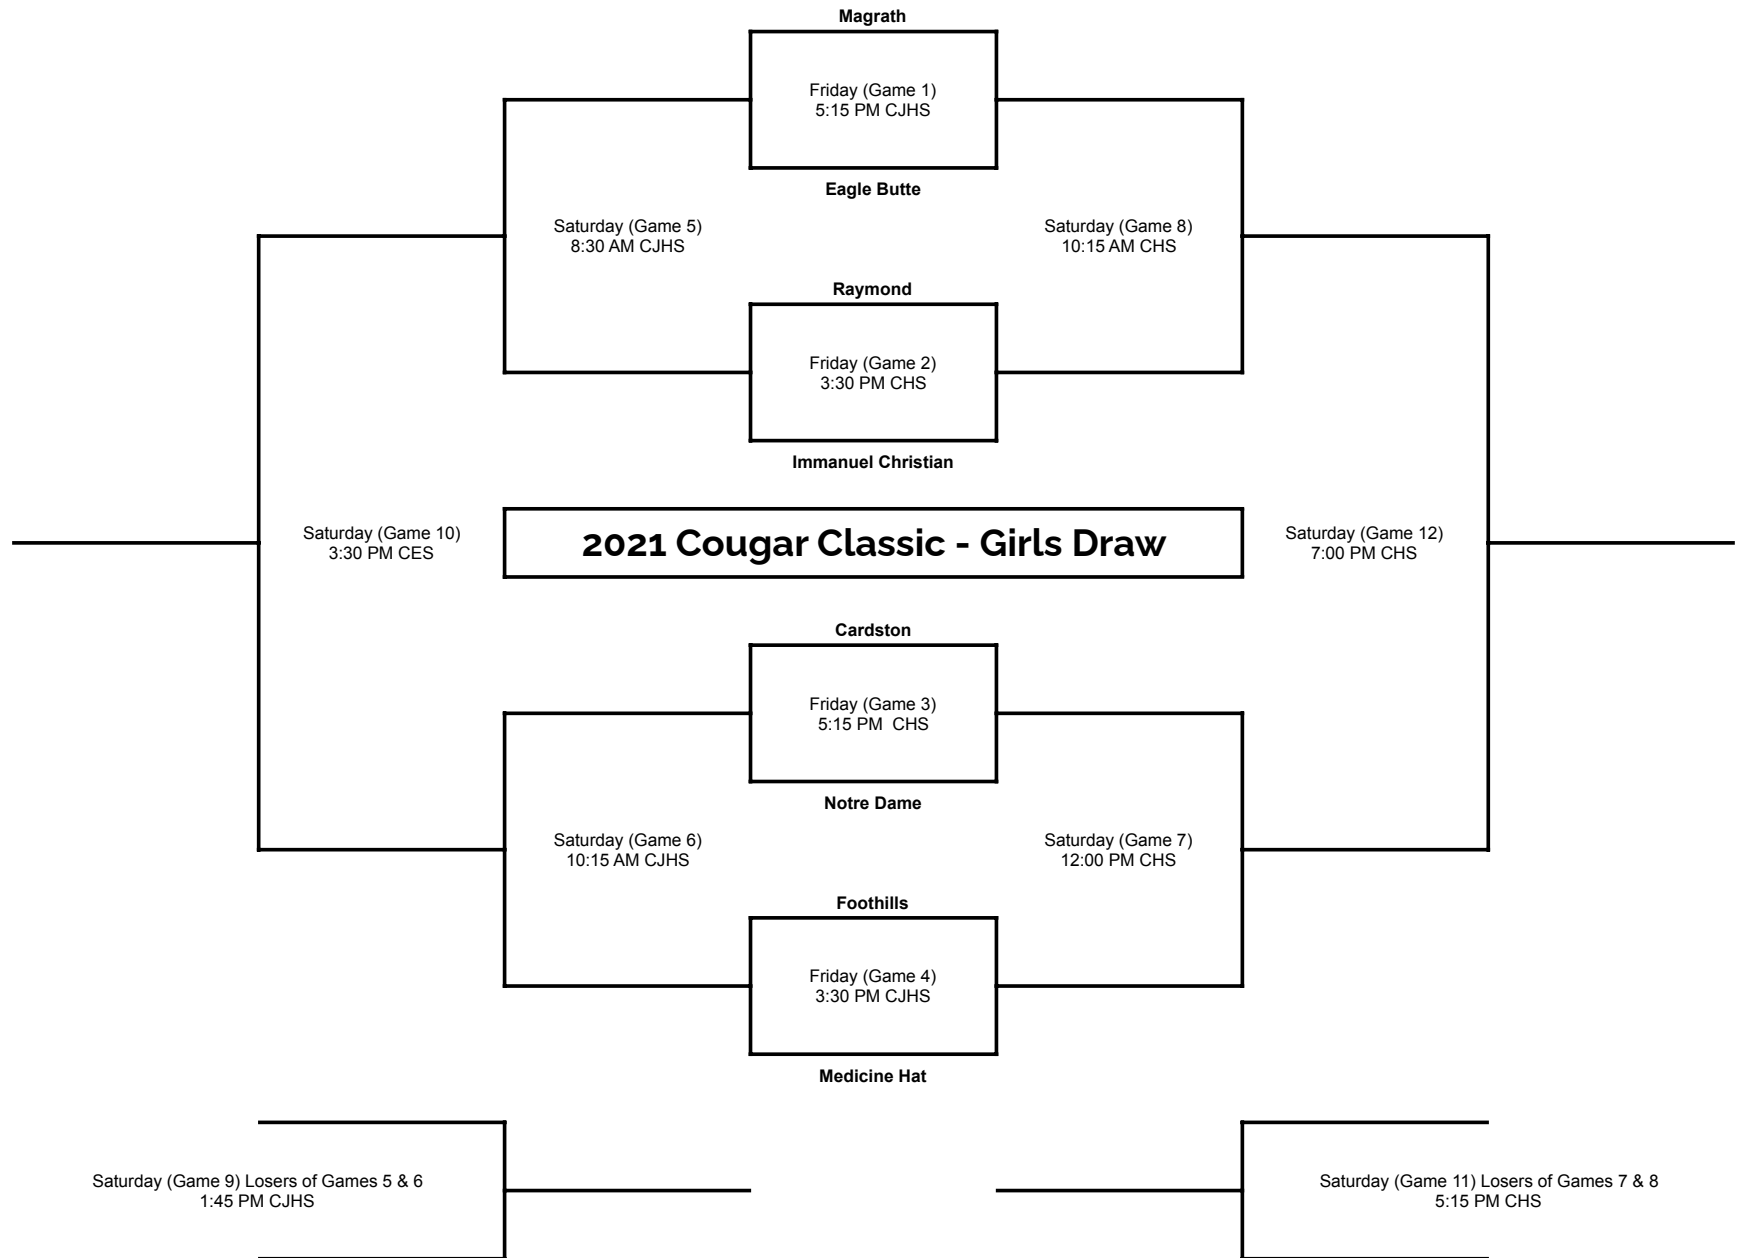 Magrath
Friday (Game 1)
5:15 PM CJHS
Eagle Butte
Saturday (Game 5)
8:30 AM CJHS
Saturday (Game 8)
10:15 AM CHS
Raymond
Friday (Game 2)
3:30 PM CHS
Immanuel Christian
Saturday (Game 10)
3:30 PM CES
2021 Cougar Classic - Girls Draw
Saturday (Game 12)
7:00 PM CHS
Cardston
Friday (Game 3)
5:15 PM  CHS
Notre Dame
Saturday (Game 6)
10:15 AM CJHS
Saturday (Game 7)
12:00 PM CHS
Foothills
Friday (Game 4)
3:30 PM CJHS
Medicine Hat
Saturday (Game 9) Losers of Games 5 & 6
1:45 PM CJHS
Saturday (Game 11) Losers of Games 7 & 8
5:15 PM CHS